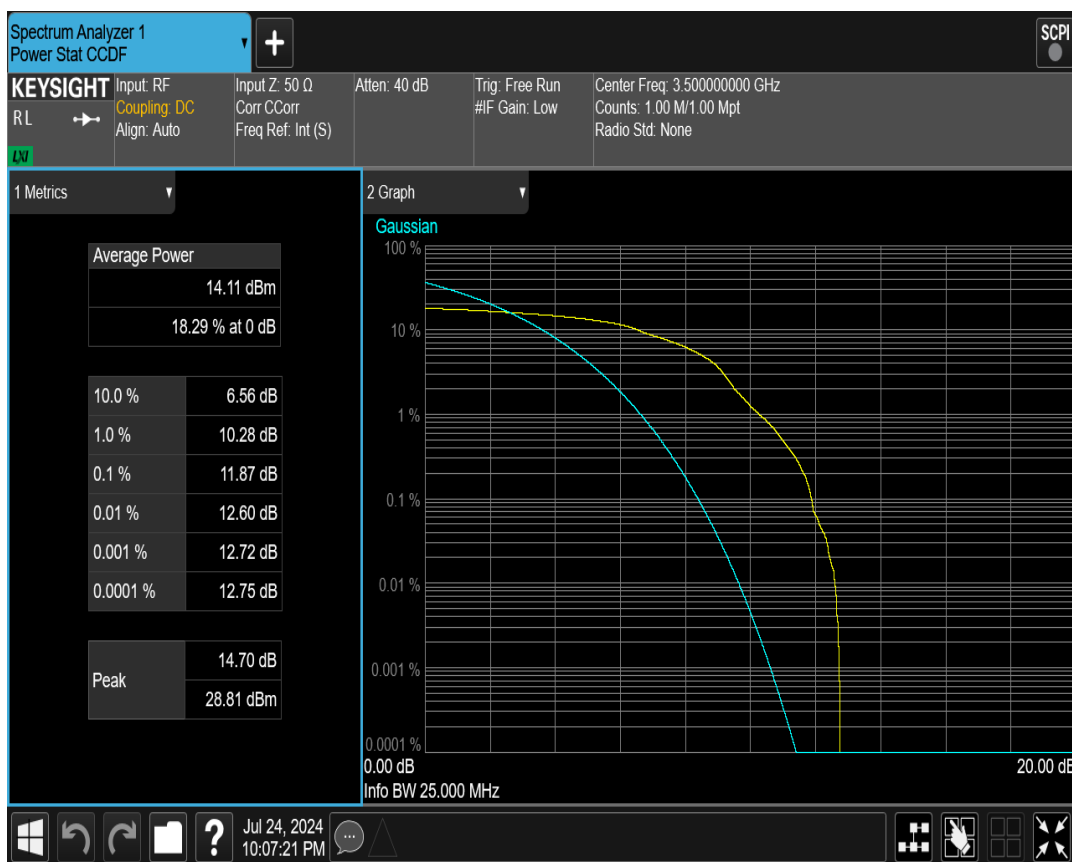 Spectrum Analyzer 1
Power Stat CCDF
SCPI
KEYSIGHT
RL
LXI
Input: RF
Coupling: DC
Align: Auto
Input Z: 50 Ω
Corr CCorr
Freq Ref: Int (S)
Atten: 40 dB
Trig: Free Run
#IF Gain: Low
Center Freq: 3.500000000 GHz
Counts: 1.00 M/1.00 Mpt
Radio Std: None
1 Metrics
Average Power
14.11 dBm
18.29 % at 0 dB
10.0 % 6.56 dB
1.0 % 10.28 dB
0.1 % 11.87 dB
0.01 % 12.60 dB
0.001 % 12.72 dB
0.0001 % 12.75 dB
Peak
14.70 dB
28.81 dBm
2 Graph
Gaussian
100 %
10 %
1 %
0.1 %
0.01 %
0.001 %
0.0001 %
0.00 dB 20.00 dB
Info BW 25.000 MHz
Jul 24, 2024
10:07:21 PM